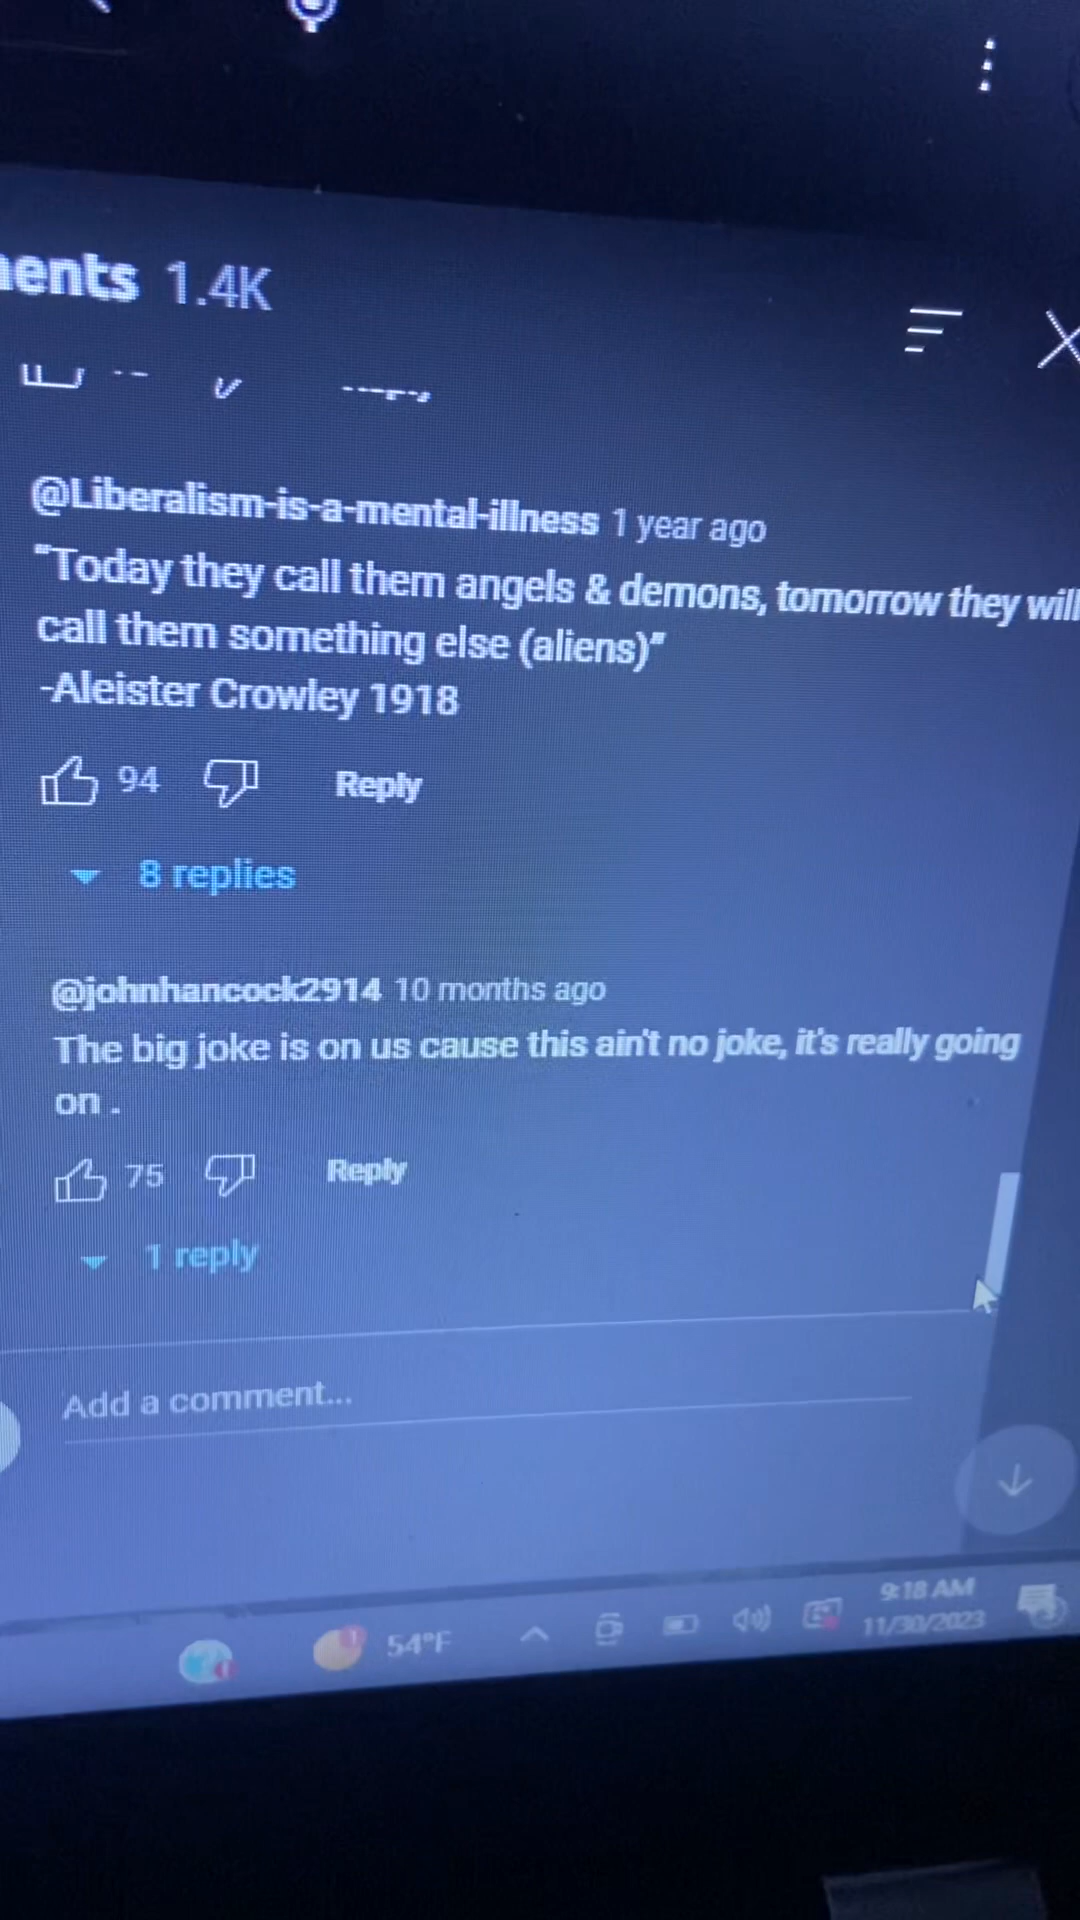 ents 1.4K
@Liberalism-is-a-mental-illness 1 year ago
"Today they call them angels & demons, tomorrow they will
call them something else (aliens)"
-Aleister Crowley 1918
94 Reply
8 replies
@johnhancock2914 10 months ago
The big joke is on us cause this ain't no joke, it's really going
on .
75 Reply
1 reply
Add a comment...
9:18 AM
54°F
11/30/2023